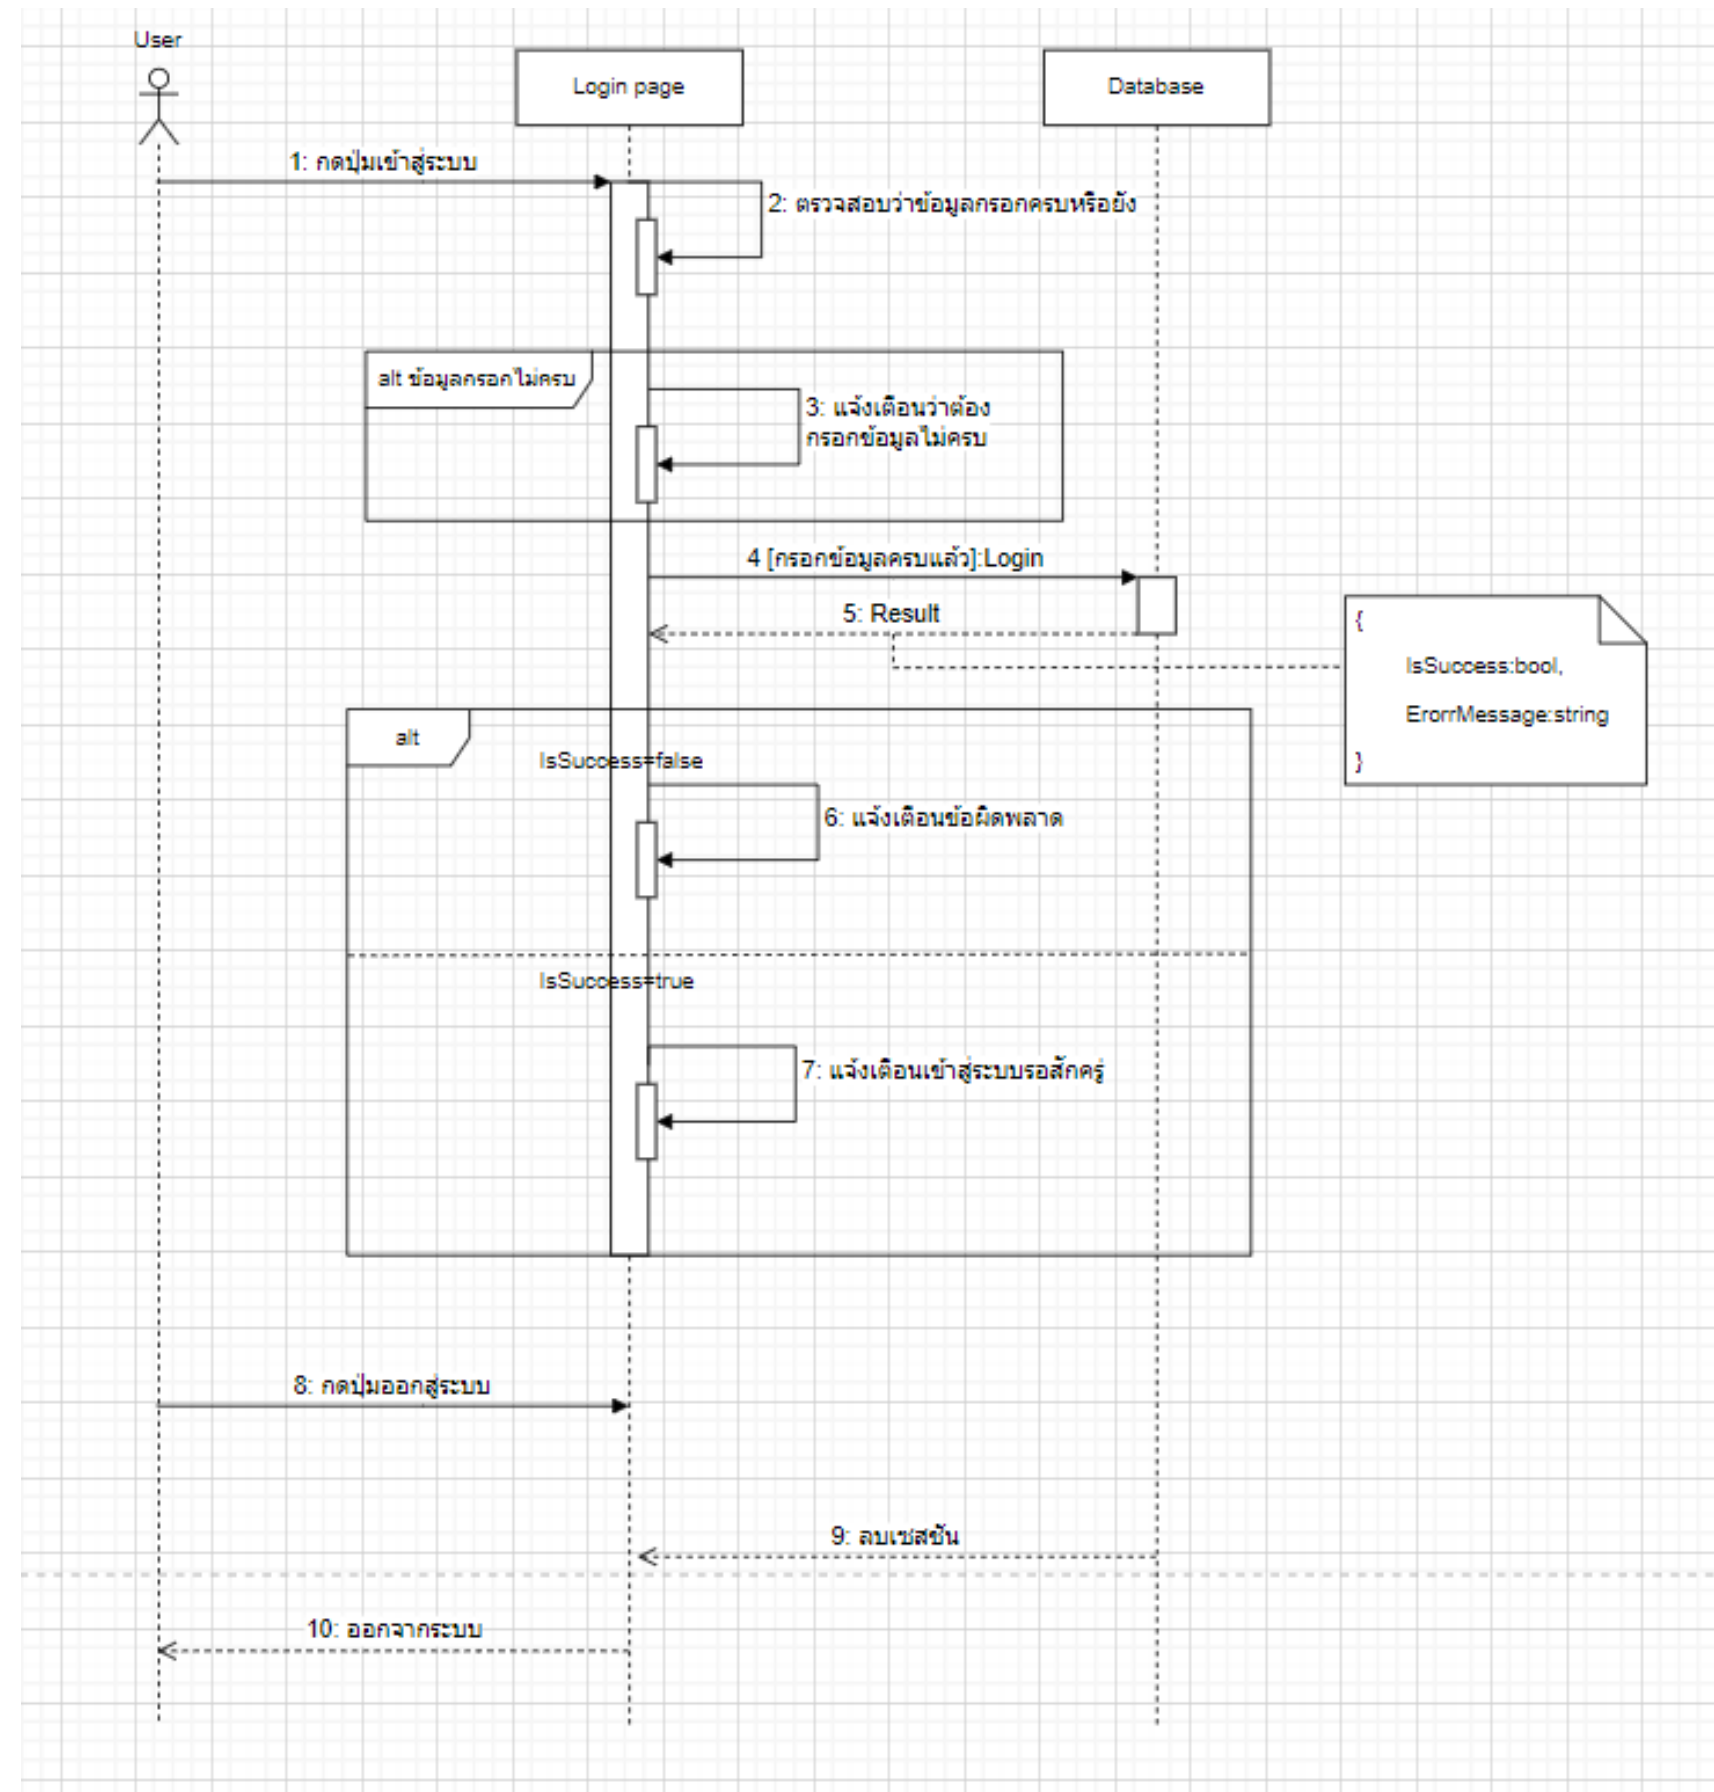 User
Login page
Database
1: กดปุ่มเข้าสู่ระบบ
2: ตรวจสอบว่าข้อมูลกรอกครบหรือยัง
alt ข้อมูลกรอกไม่ครบ
3: แจ้งเตือนว่าต้อง
กรอกข้อมูลไม่ครบ
4 [กรอกข้อมูลครบแล้ว]:Login
5: Result
{
IsSuccess:bool,
ErorrMessage:string
}
alt
IsSuccess=false
6: แจ้งเตือนข้อผิดพลาด
IsSuccess=true
7: แจ้งเตือนเข้าสู่ระบบรอสักครู่
8: กดปุ่มออกสู่ระบบ
9: ลบเซสชัน
10: ออกจากระบบ